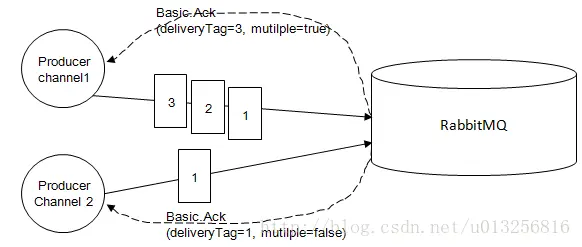 Basic.Ack
(deliveryTag=3, mutilple=true)
Producer
channel1
3
2
1
RabbitMQ
1
Producer
Channel 2
Basic.Ack
(deliveryTag=1, mutilple=false)
http://blog.csdn.net/u013256816